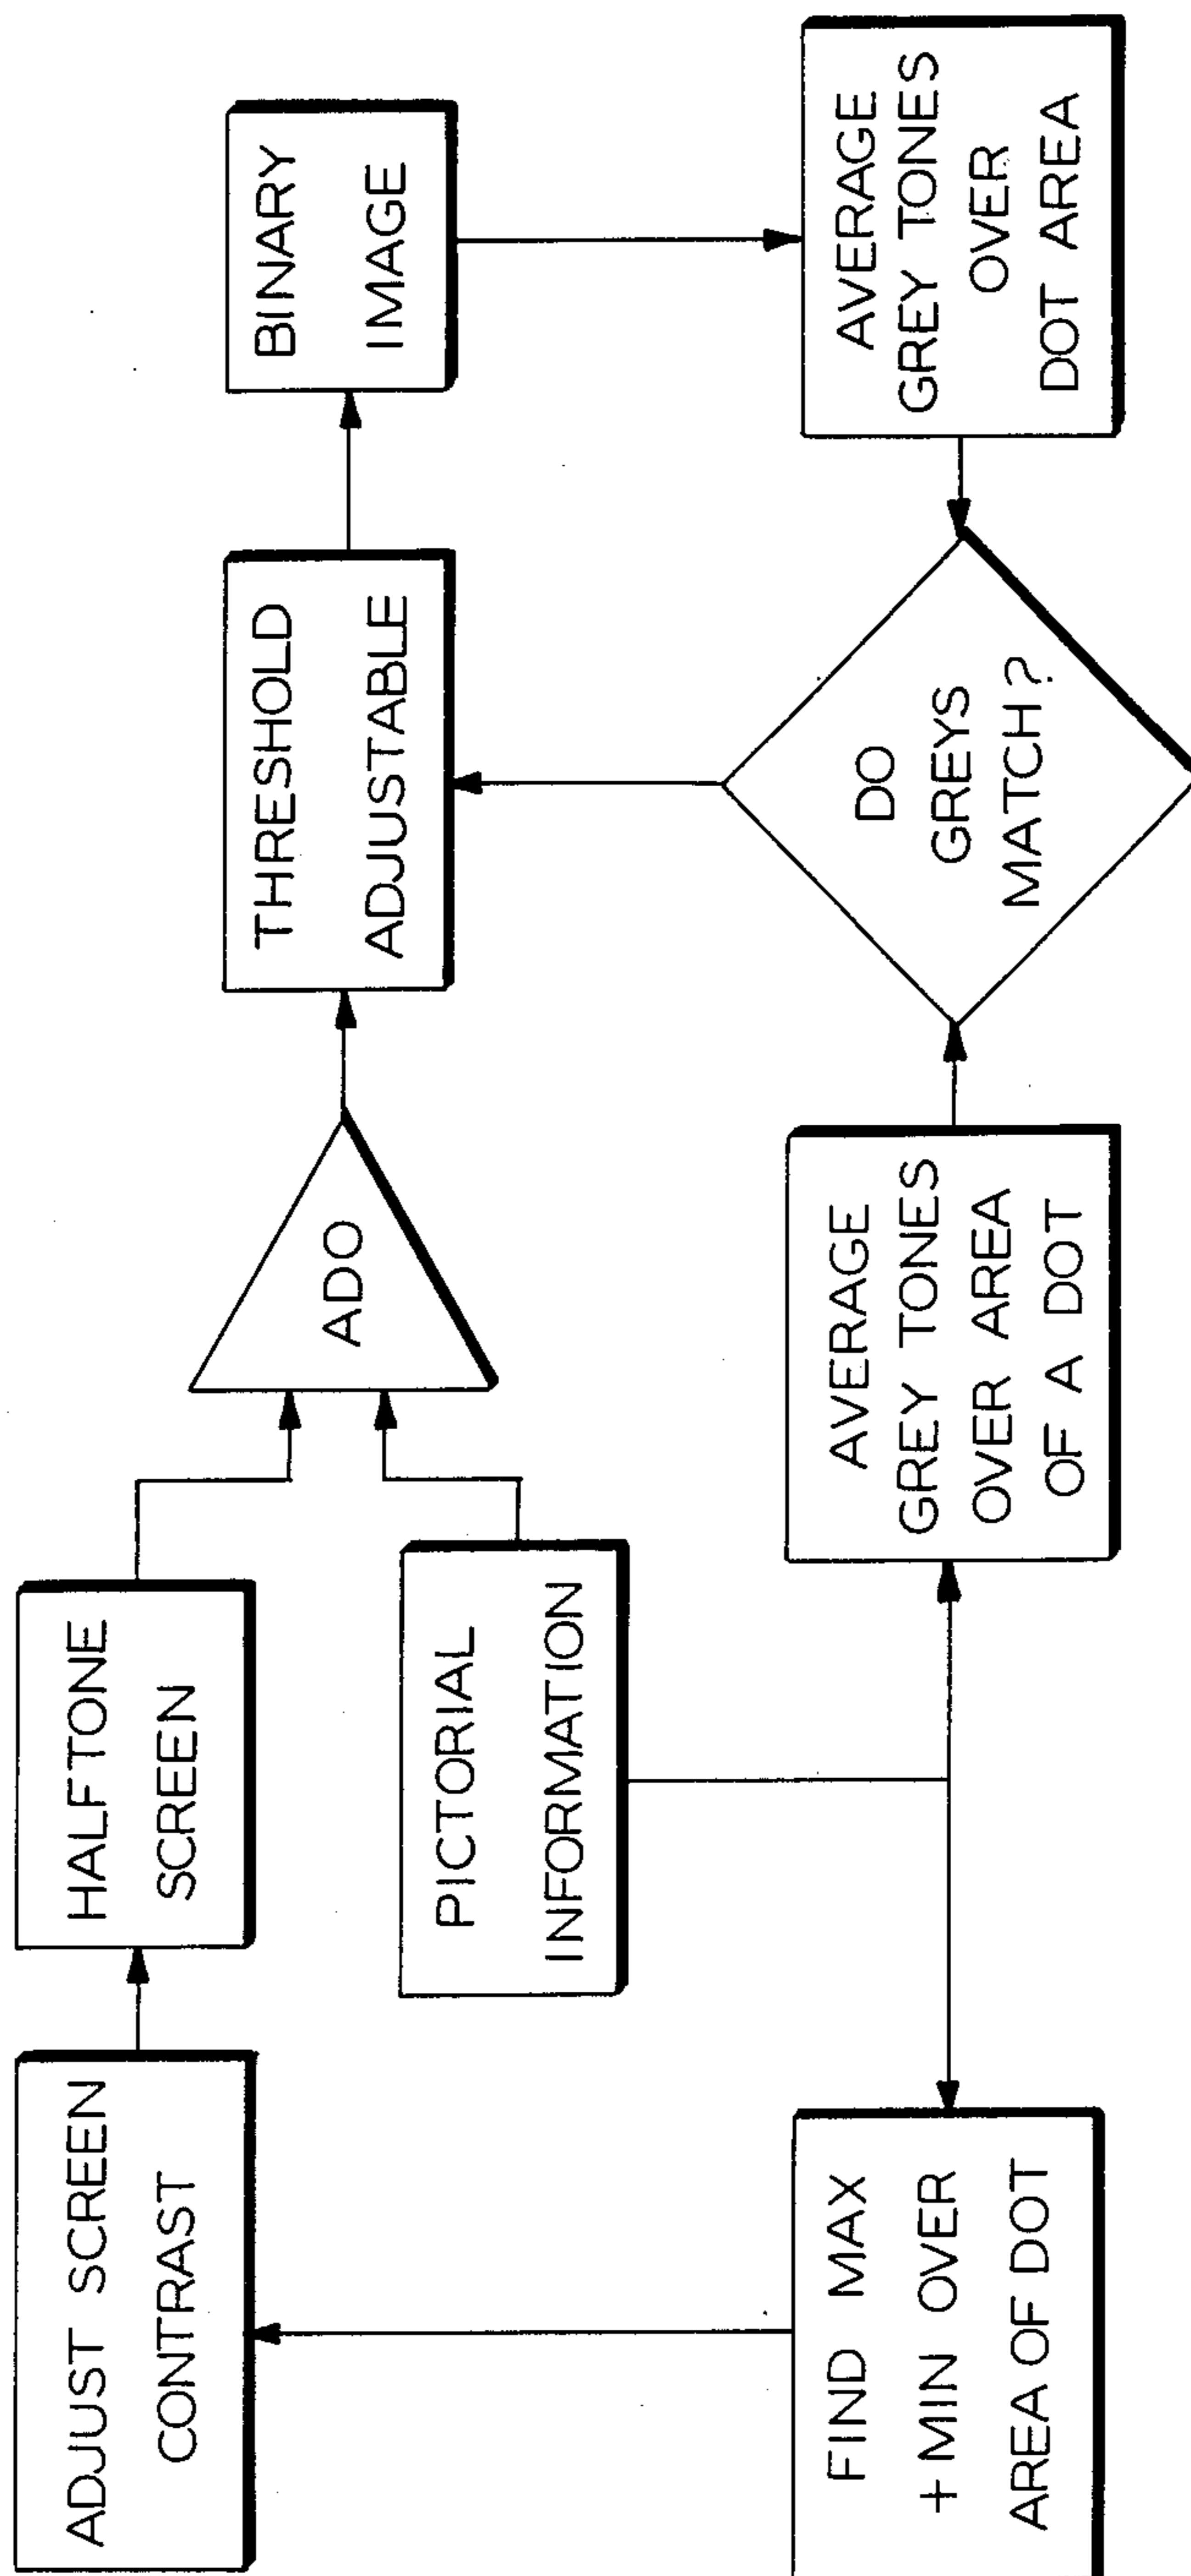 ADJUST SCREEN
CONTRAST
HALFTONE
SCREEN
PICTORIAL
INFORMATION
ADO
THRESHOLD
ADJUSTABLE
BINARY
IMAGE
FIND MAX
+ MIN OVER
AREA OF DOT
AVERAGE
GREY TONES
OVER AREA
OF A DOT
DO
GREYS
MATCH?
AVERAGE
GREY TONES
OVER
DOT AREA